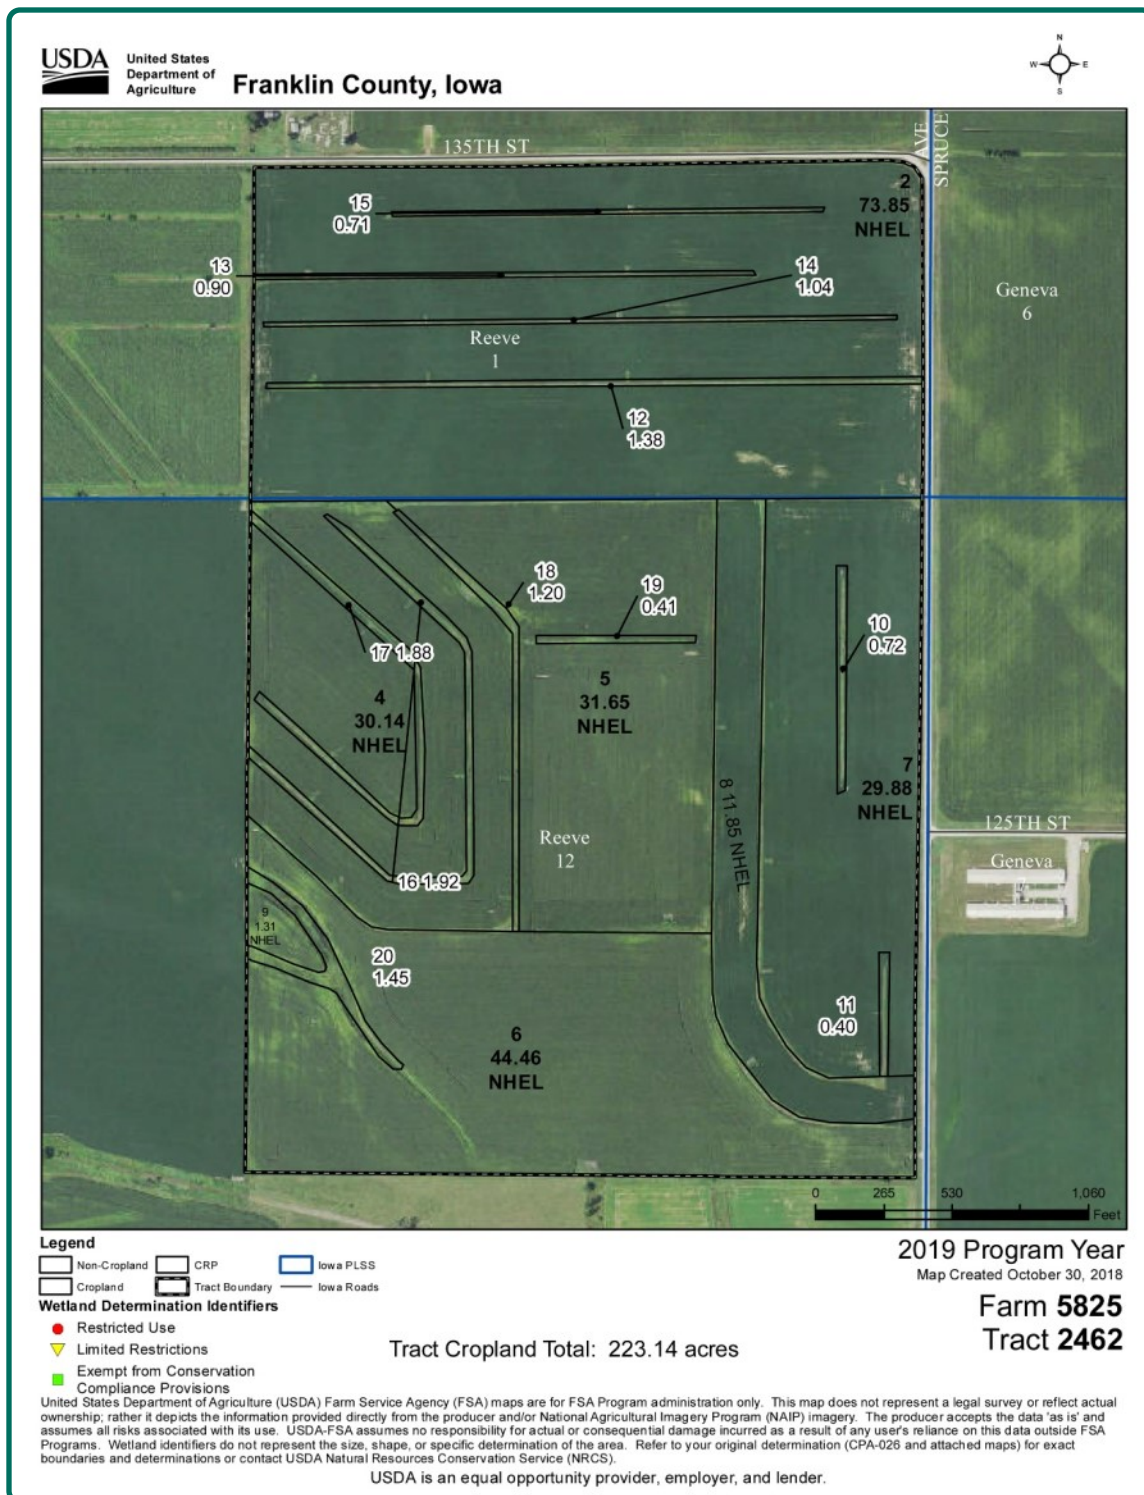 USDA
United States
Department of
Agriculture
Franklin County, Iowa
N
W
E
S
135TH ST
AVE
SPRUCE
2
73.85
NHEL
15
0.71
13
0.90
14
1.04
Geneva
6
Reeve
1
12
1.38
18
1.20
19
0.41
10
0.72
17 1.88
4
30.14
NHEL
5
31.65
NHEL
7
29.88
NHEL
8 11.85 NHEL
125TH ST
Geneva
Reeve
12
16 1.92
9
1.31
NHEL
20
1.45
11
0.40
6
44.46
NHEL
0 265 530 1,060
Feet
Legend
Non-Cropland CRP Iowa PLSS
Cropland Tract Boundary Iowa Roads
Wetland Determination Identifiers
Restricted Use
Limited Restrictions
Exempt from Conservation
Compliance Provisions
Tract Cropland Total: 223.14 acres
2019 Program Year
Map Created October 30, 2018
Farm 5825
Tract 2462
United States Department of Agriculture (USDA) Farm Service Agency (FSA) maps are for FSA Program administration only. This map does not represent a legal survey or reflect actual
ownership; rather it depicts the information provided directly from the producer and/or National Agricultural Imagery Program (NAIP) imagery. The producer accepts the data 'as is' and
assumes all risks associated with its use. USDA-FSA assumes no responsibility for actual or consequential damage incurred as a result of any user's reliance on this data outside FSA
Programs. Wetland identifiers do not represent the size, shape, or specific determination of the area. Refer to your original determination (CPA-026 and attached maps) for exact
boundaries and determinations or contact USDA Natural Resources Conservation Service (NRCS).
USDA is an equal opportunity provider, employer, and lender.